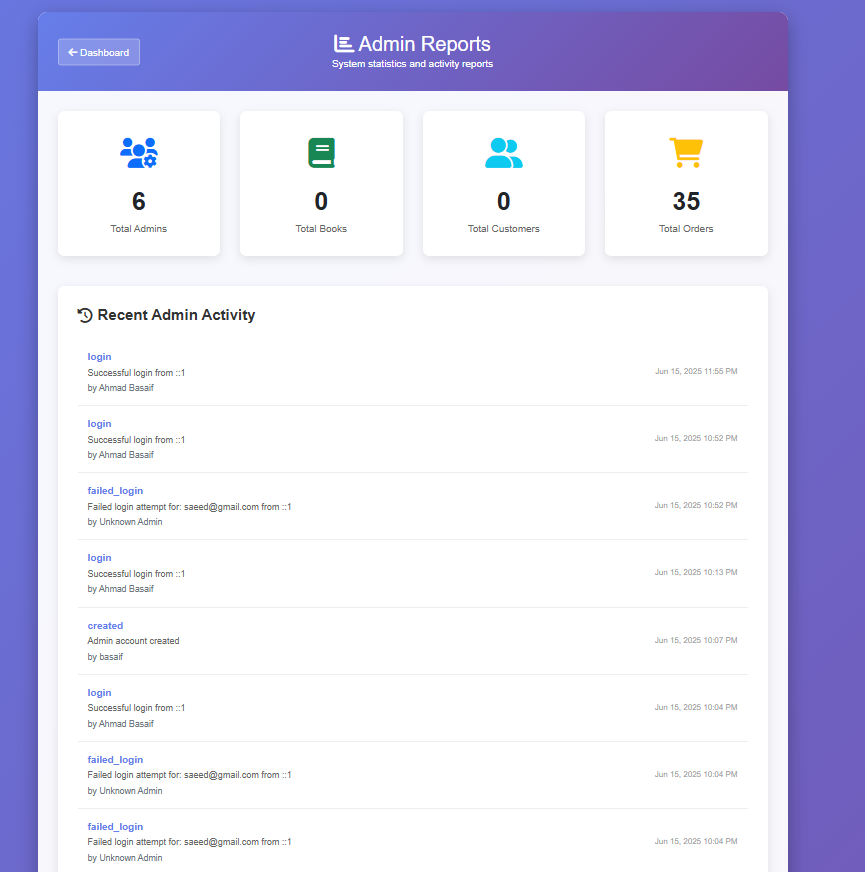 Dashboard
Admin Reports
System statistics and activity reports
6
Total Admins
0
Total Books
0
Total Customers
35
Total Orders
Recent Admin Activity
login
Successful login from ::1
by Ahmad Basaif
Jun 15, 2025 11:55 PM
login
Successful login from ::1
by Ahmad Basaif
Jun 15, 2025 10:52 PM
failed_login
Failed login attempt for: saeed@gmail.com from ::1
by Unknown Admin
Jun 15, 2025 10:52 PM
login
Successful login from ::1
by Ahmad Basaif
Jun 15, 2025 10:13 PM
created
Admin account created
by basaif
Jun 15, 2025 10:07 PM
login
Successful login from ::1
by Ahmad Basaif
Jun 15, 2025 10:04 PM
failed_login
Failed login attempt for: saeed@gmail.com from ::1
by Unknown Admin
Jun 15, 2025 10:04 PM
failed_login
Failed login attempt for: saeed@gmail.com from ::1
by Unknown Admin
Jun 15, 2025 10:04 PM